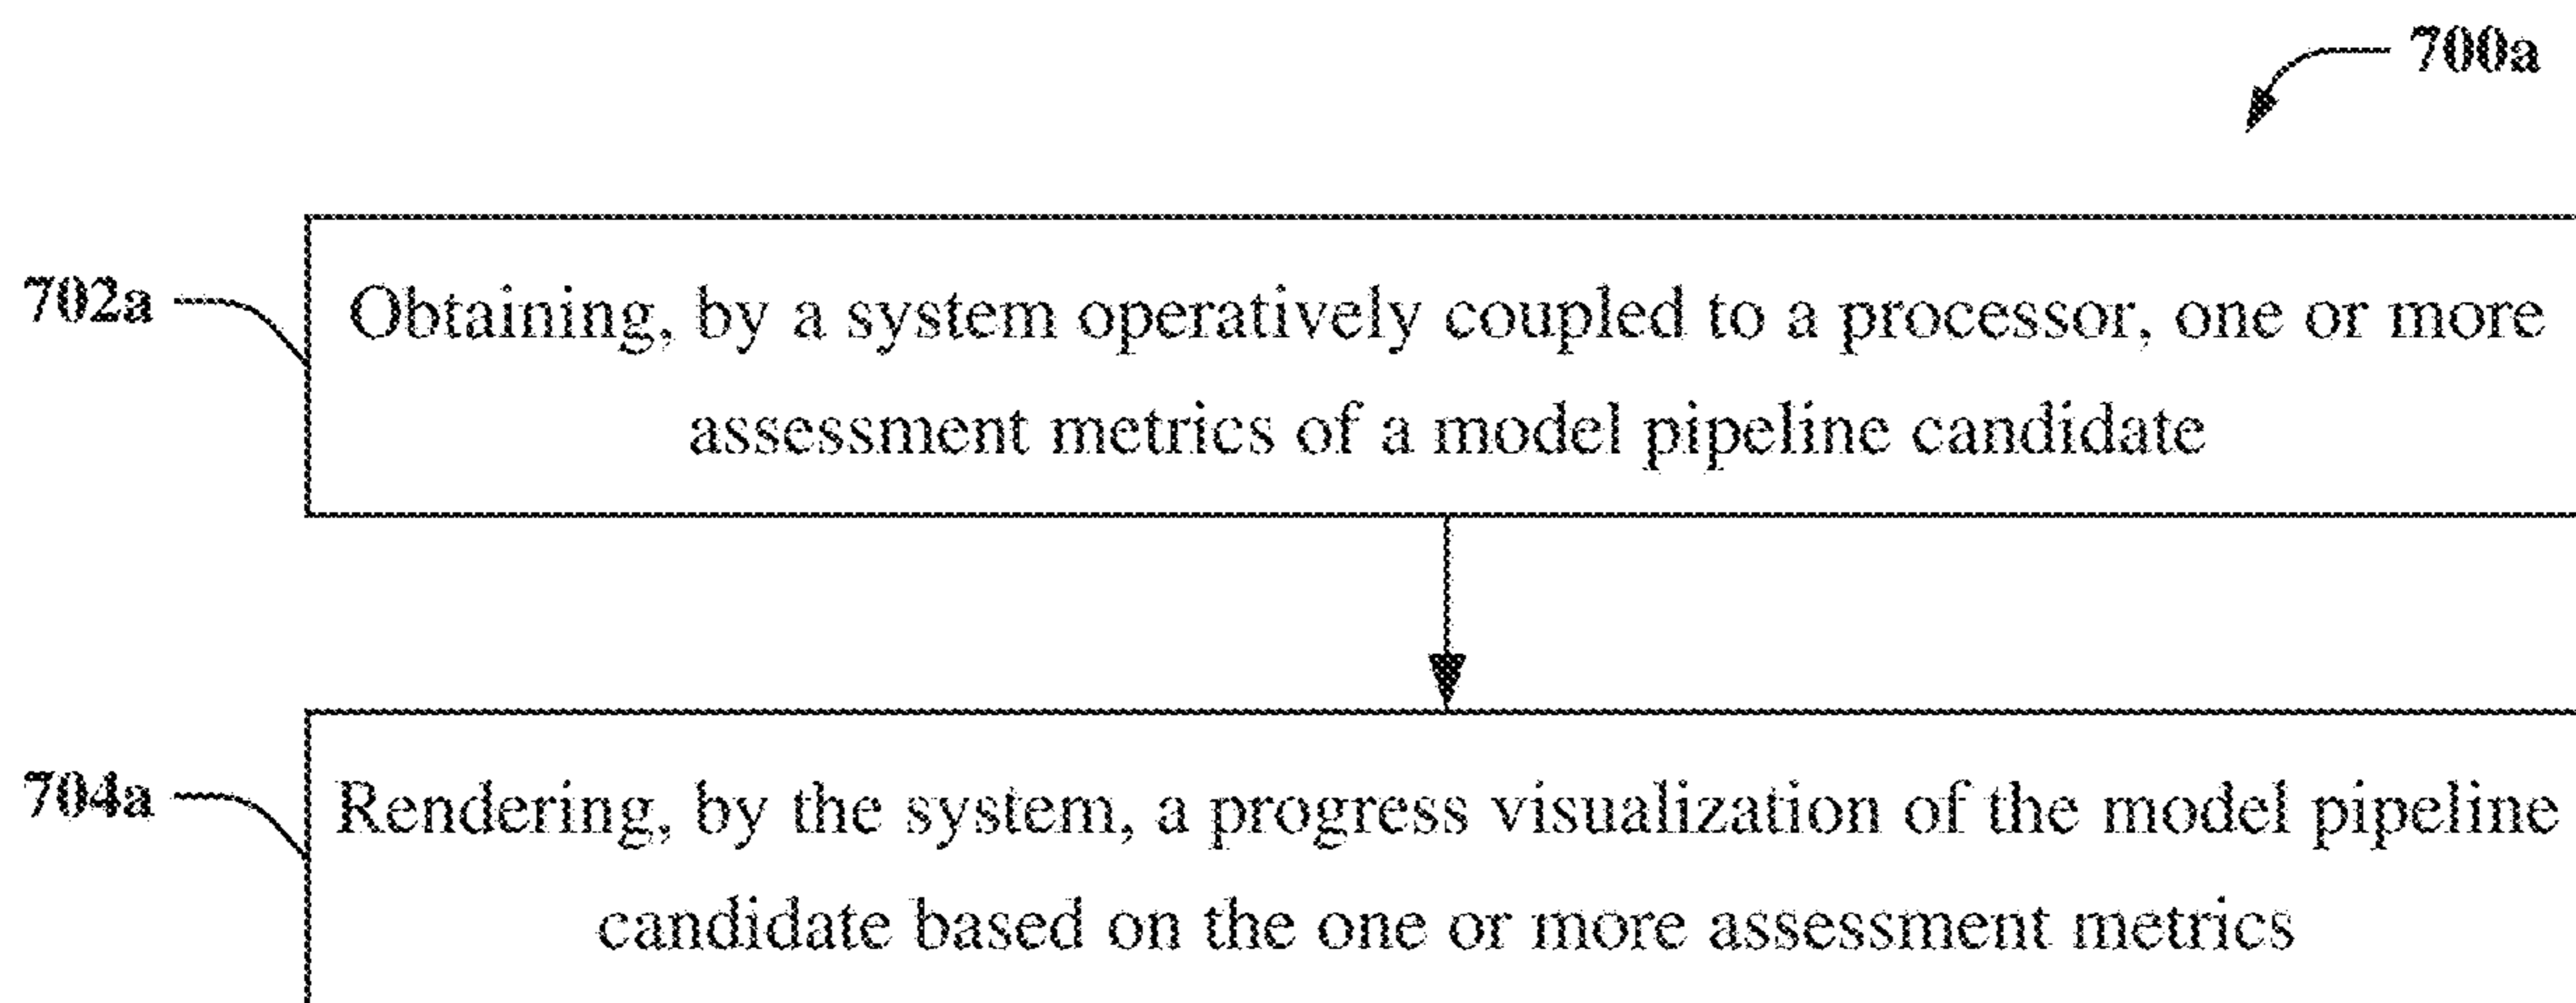 700a
702a
Obtaining, by a system operatively coupled to a processor, one or more
assessment metrics of a model pipeline candidate
704a
Rendering, by the system, a progress visualization of the model pipeline
candidate based on the one or more assessment metrics